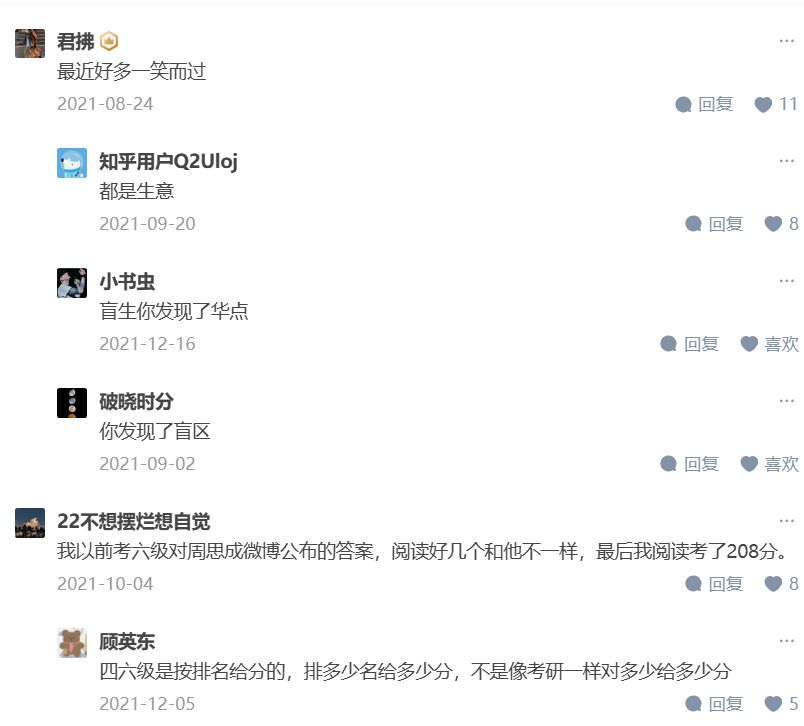 君拂
...
最近好多一笑而过
2021-08-24 回复 11
知乎用户Q2Uloj
...
都是生意
2021-09-20 回复 8
小书虫
...
盲生你发现了华点
2021-12-16 回复 喜欢
破晓时分
...
你发现了盲区
2021-09-02 回复 喜欢
22不想摆烂想自觉
...
我以前考六级对周思成微博公布的答案，阅读好几个和他不一样，最后我阅读考了208分。
2021-10-04 回复 8
顾英东
...
四六级是按排名给分的，排多少名给多少分，不是像考研一样对多少给多少分
2021-12-05 回复 5